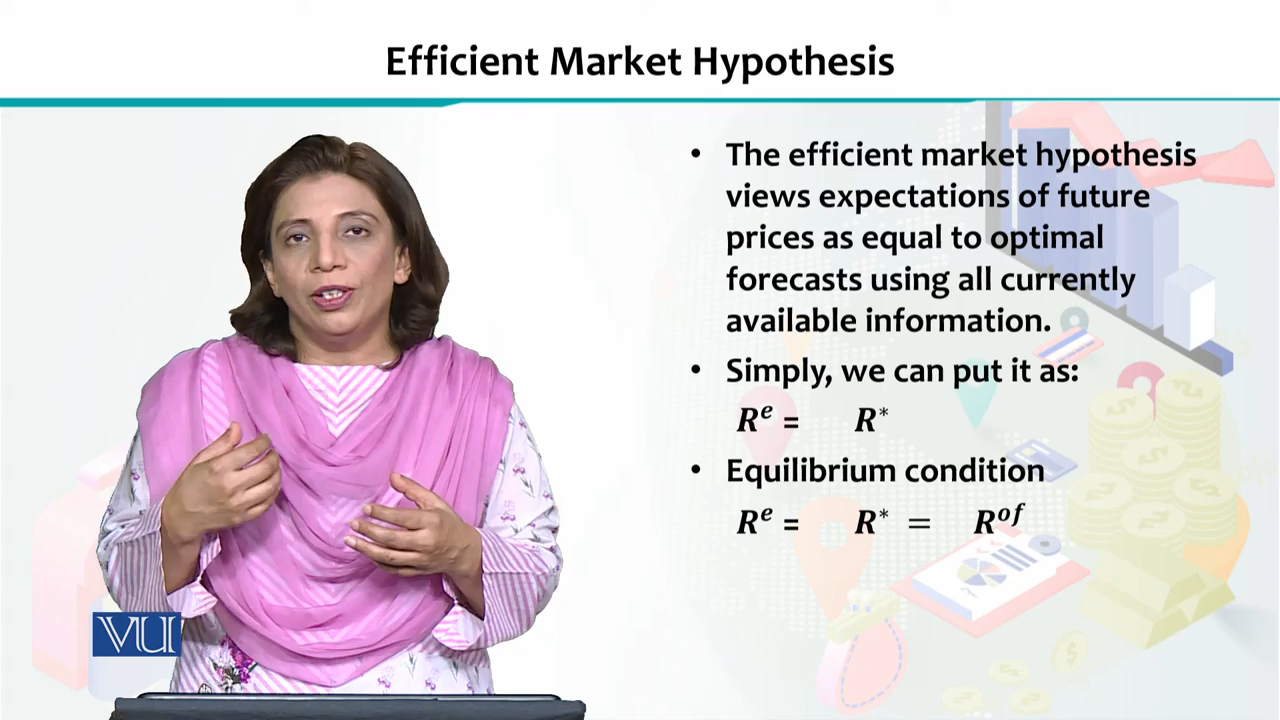 Efficient Market Hypothesis
• The efficient market hypothesis
views expectations of future
prices as equal to optimal
forecasts using all currently
available information.
• Simply, we can put it as:
Rᵉ = R*
• Equilibrium condition
Rᵉ = R* = Rᵒᶠ
VU